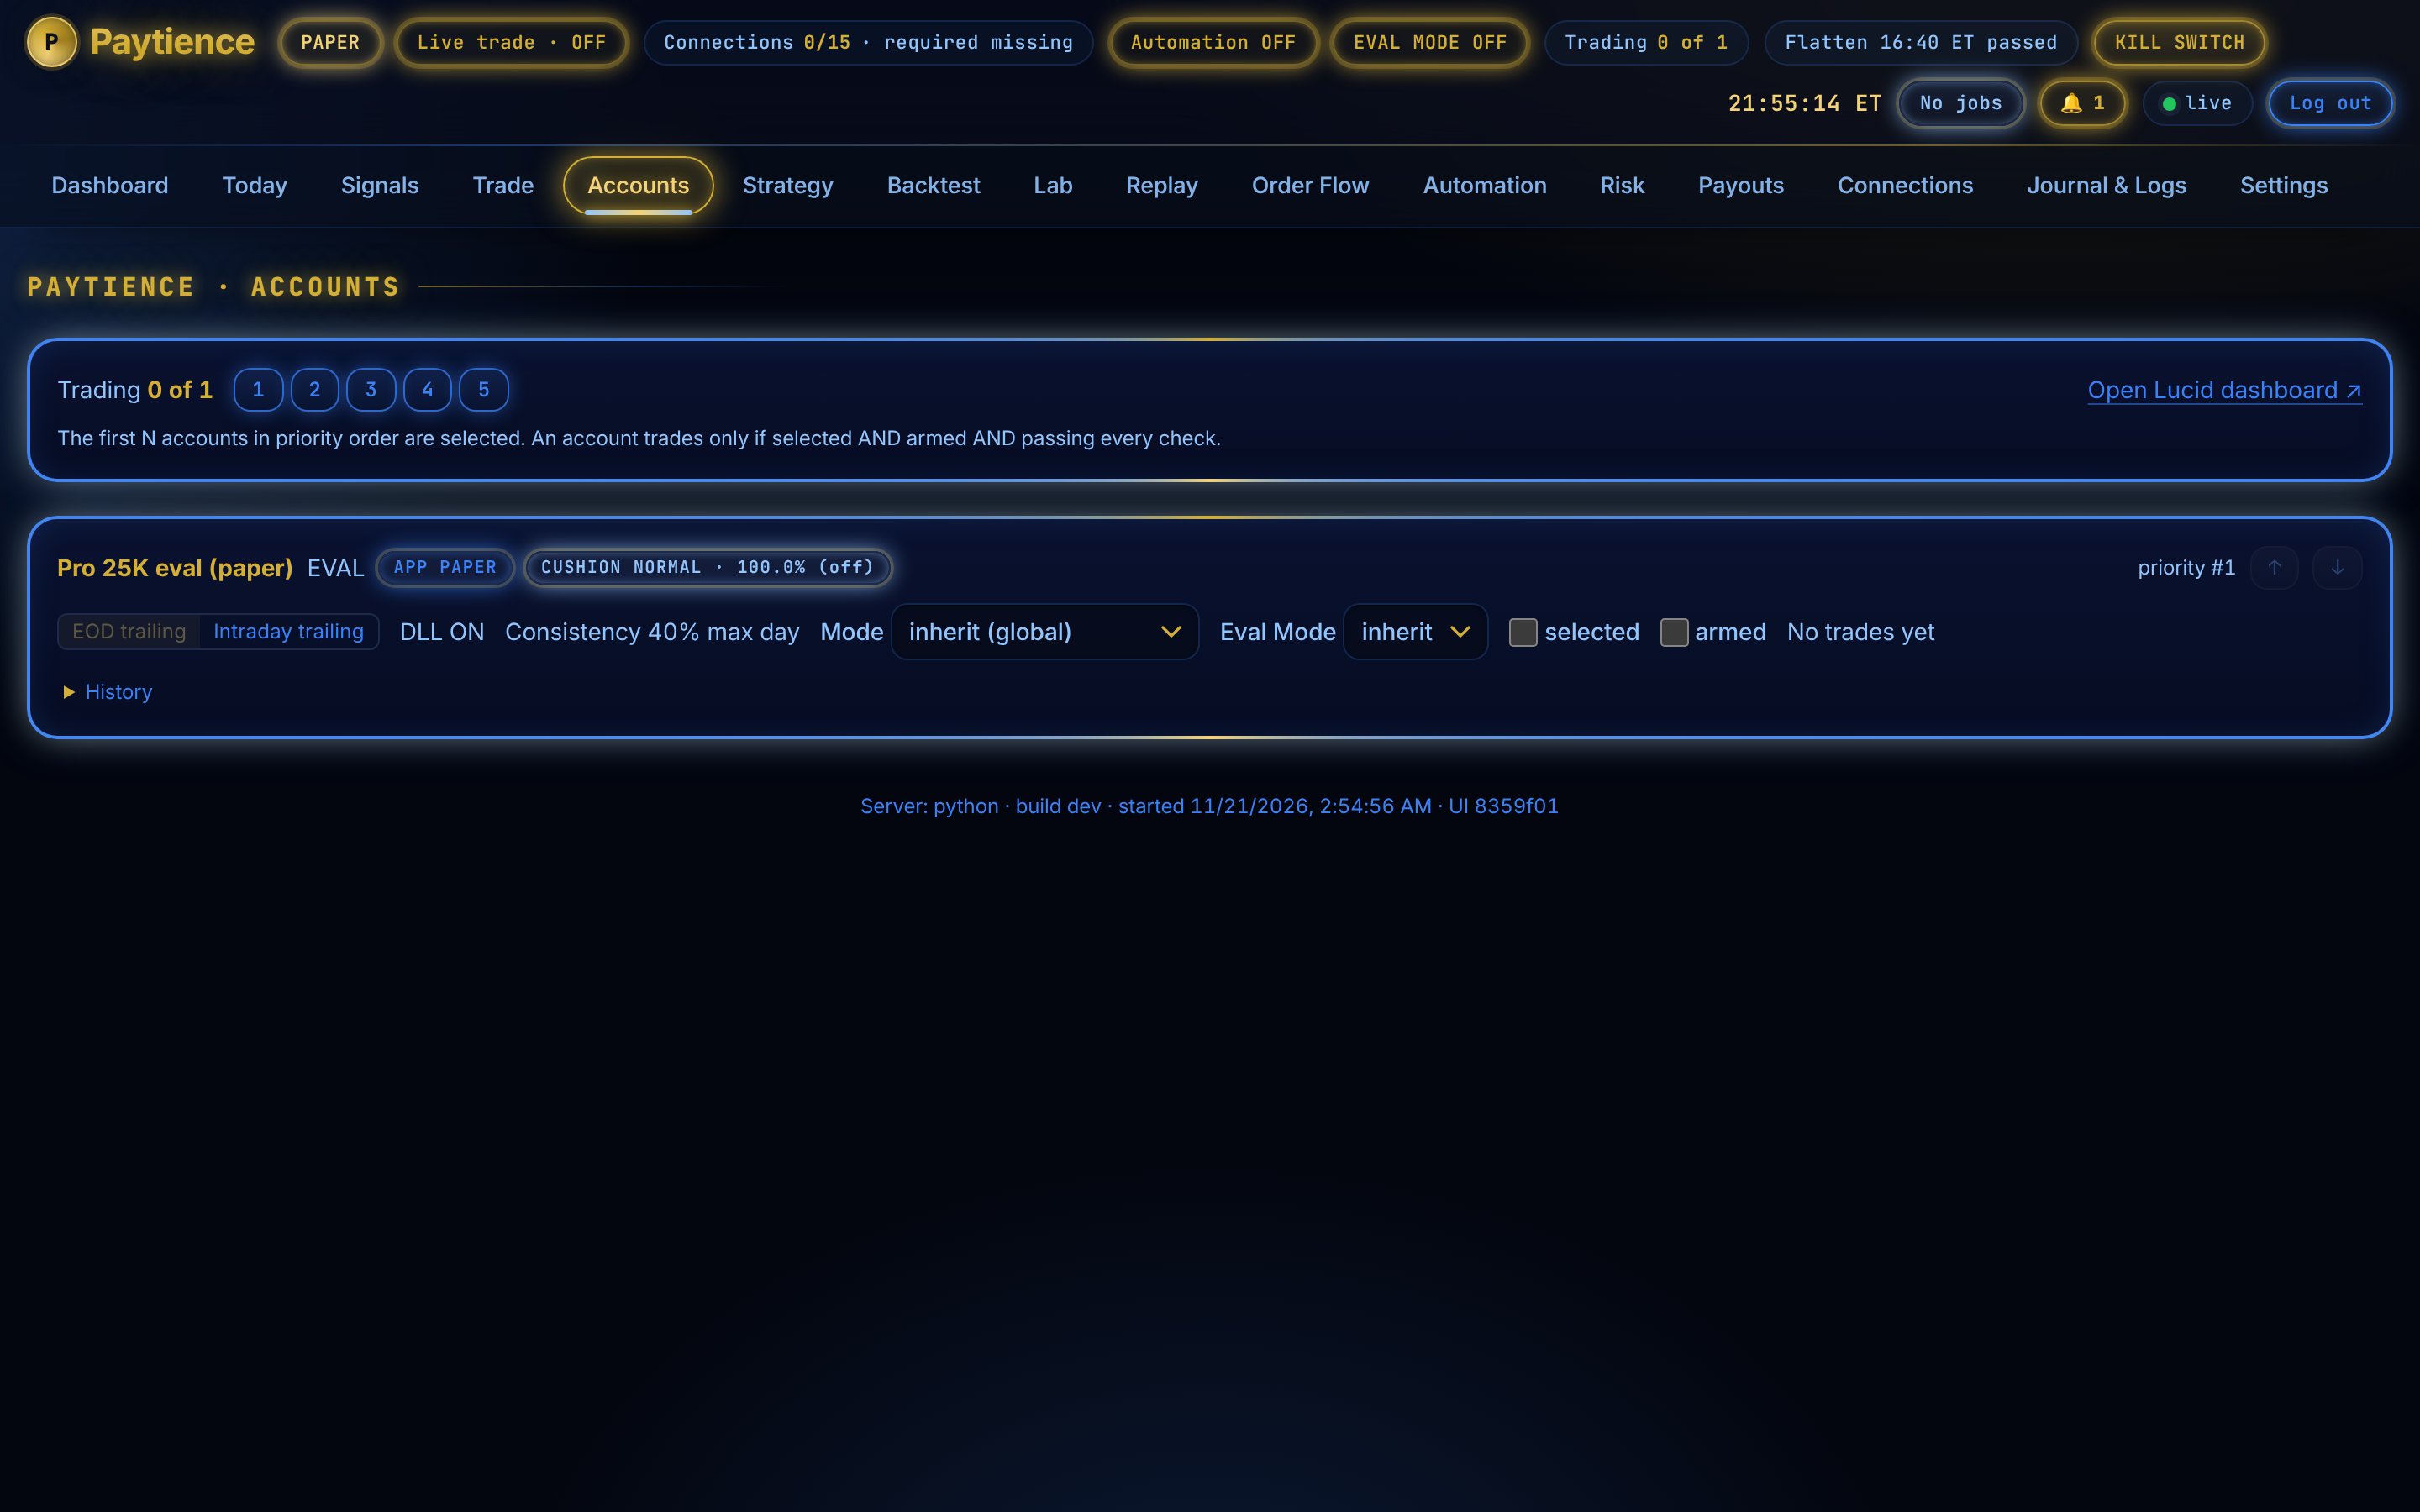 P Paytience PAPER Live trade · OFF Connections 0/15 · required missing Automation OFF EVAL MODE OFF Trading 0 of 1 Flatten 16:40 ET passed KILL SWITCH
21:55:14 ET No jobs 🔔 1 live Log out
Dashboard Today Signals Trade Accounts Strategy Backtest Lab Replay Order Flow Automation Risk Payouts Connections Journal & Logs Settings
PAYTIENCE · ACCOUNTS
Trading 0 of 1 1 2 3 4 5 Open Lucid dashboard ↗
The first N accounts in priority order are selected. An account trades only if selected AND armed AND passing every check.
Pro 25K eval (paper) EVAL APP PAPER CUSHION NORMAL · 100.0% (off) priority #1 ↑ ↓
EOD trailing Intraday trailing DLL ON Consistency 40% max day Mode inherit (global) Eval Mode inherit selected armed No trades yet
▶ History
Server: python · build dev · started 11/21/2026, 2:54:56 AM · UI 8359f01